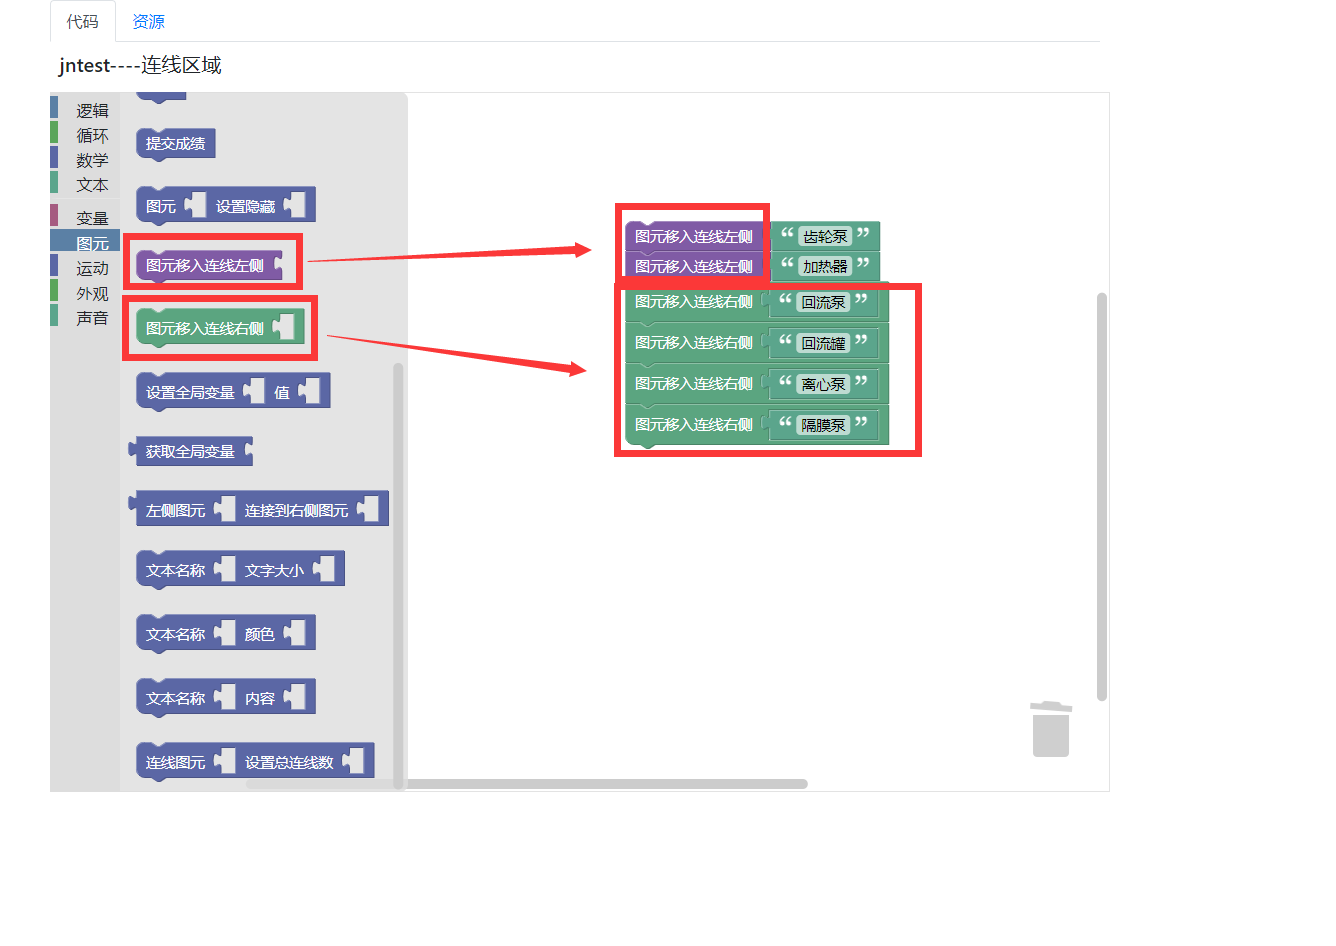 代码
资源
jntest----连线区域
逻辑
循环
数学
文本
变量
图元
运动
外观
声音
提交成绩
图元 设置隐藏
图元移入连线左侧
图元移入连线右侧
设置全局变量 值
获取全局变量
左侧图元 连接到右侧图元
文本名称 文字大小
文本名称 颜色
文本名称 内容
连线图元 设置总连线数
图元移入连线左侧 “ 齿轮泵 ”
图元移入连线左侧 “ 加热器 ”
图元移入连线右侧 “ 回流泵 ”
图元移入连线右侧 “ 回流罐 ”
图元移入连线右侧 “ 离心泵 ”
图元移入连线右侧 “ 隔膜泵 ”